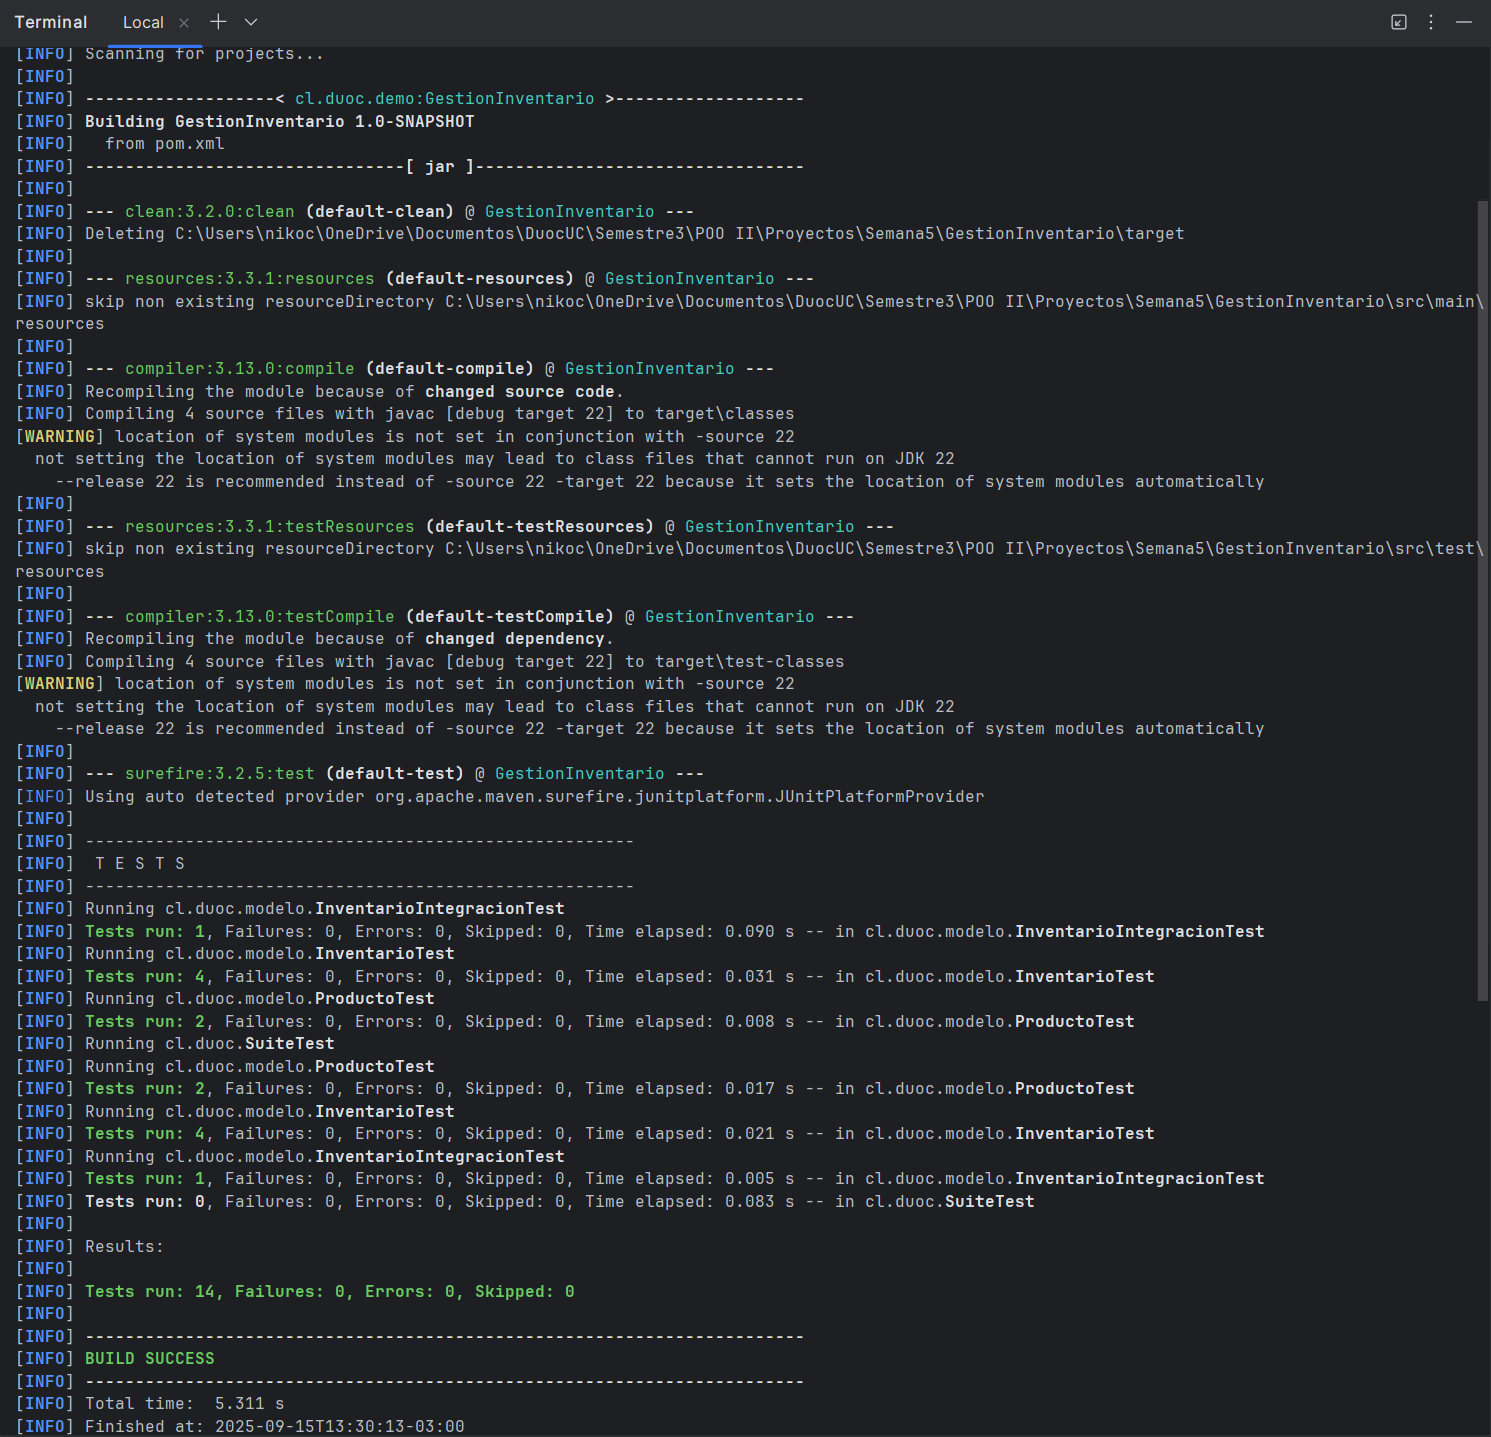 Terminal Local
[INFO] Scanning for projects...
[INFO]
[INFO] -------------------< cl.duoc.demo:GestionInventario >-------------------
[INFO] Building GestionInventario 1.0-SNAPSHOT
[INFO]   from pom.xml
[INFO] --------------------------------[ jar ]---------------------------------
[INFO]
[INFO] --- clean:3.2.0:clean (default-clean) @ GestionInventario ---
[INFO] Deleting C:\Users\nikoc\OneDrive\Documentos\DuocUC\Semestre3\POO II\Proyectos\Semana5\GestionInventario\target
[INFO]
[INFO] --- resources:3.3.1:resources (default-resources) @ GestionInventario ---
[INFO] skip non existing resourceDirectory C:\Users\nikoc\OneDrive\Documentos\DuocUC\Semestre3\POO II\Proyectos\Semana5\GestionInventario\src\main\
resources
[INFO]
[INFO] --- compiler:3.13.0:compile (default-compile) @ GestionInventario ---
[INFO] Recompiling the module because of changed source code.
[INFO] Compiling 4 source files with javac [debug target 22] to target\classes
[WARNING] location of system modules is not set in conjunction with -source 22
  not setting the location of system modules may lead to class files that cannot run on JDK 22
    --release 22 is recommended instead of -source 22 -target 22 because it sets the location of system modules automatically
[INFO]
[INFO] --- resources:3.3.1:testResources (default-testResources) @ GestionInventario ---
[INFO] skip non existing resourceDirectory C:\Users\nikoc\OneDrive\Documentos\DuocUC\Semestre3\POO II\Proyectos\Semana5\GestionInventario\src\test\
resources
[INFO]
[INFO] --- compiler:3.13.0:testCompile (default-testCompile) @ GestionInventario ---
[INFO] Recompiling the module because of changed dependency.
[INFO] Compiling 4 source files with javac [debug target 22] to target\test-classes
[WARNING] location of system modules is not set in conjunction with -source 22
  not setting the location of system modules may lead to class files that cannot run on JDK 22
    --release 22 is recommended instead of -source 22 -target 22 because it sets the location of system modules automatically
[INFO]
[INFO] --- surefire:3.2.5:test (default-test) @ GestionInventario ---
[INFO] Using auto detected provider org.apache.maven.surefire.junitplatform.JUnitPlatformProvider
[INFO]
[INFO] -------------------------------------------------------
[INFO]  T E S T S
[INFO] -------------------------------------------------------
[INFO] Running cl.duoc.modelo.InventarioIntegracionTest
[INFO] Tests run: 1, Failures: 0, Errors: 0, Skipped: 0, Time elapsed: 0.090 s -- in cl.duoc.modelo.InventarioIntegracionTest
[INFO] Running cl.duoc.modelo.InventarioTest
[INFO] Tests run: 4, Failures: 0, Errors: 0, Skipped: 0, Time elapsed: 0.031 s -- in cl.duoc.modelo.InventarioTest
[INFO] Running cl.duoc.modelo.ProductoTest
[INFO] Tests run: 2, Failures: 0, Errors: 0, Skipped: 0, Time elapsed: 0.008 s -- in cl.duoc.modelo.ProductoTest
[INFO] Running cl.duoc.SuiteTest
[INFO] Running cl.duoc.modelo.ProductoTest
[INFO] Tests run: 2, Failures: 0, Errors: 0, Skipped: 0, Time elapsed: 0.017 s -- in cl.duoc.modelo.ProductoTest
[INFO] Running cl.duoc.modelo.InventarioTest
[INFO] Tests run: 4, Failures: 0, Errors: 0, Skipped: 0, Time elapsed: 0.021 s -- in cl.duoc.modelo.InventarioTest
[INFO] Running cl.duoc.modelo.InventarioIntegracionTest
[INFO] Tests run: 1, Failures: 0, Errors: 0, Skipped: 0, Time elapsed: 0.005 s -- in cl.duoc.modelo.InventarioIntegracionTest
[INFO] Tests run: 0, Failures: 0, Errors: 0, Skipped: 0, Time elapsed: 0.083 s -- in cl.duoc.SuiteTest
[INFO]
[INFO] Results:
[INFO]
[INFO] Tests run: 14, Failures: 0, Errors: 0, Skipped: 0
[INFO]
[INFO] ------------------------------------------------------------------------
[INFO] BUILD SUCCESS
[INFO] ------------------------------------------------------------------------
[INFO] Total time:  5.311 s
[INFO] Finished at: 2025-09-15T13:30:13-03:00